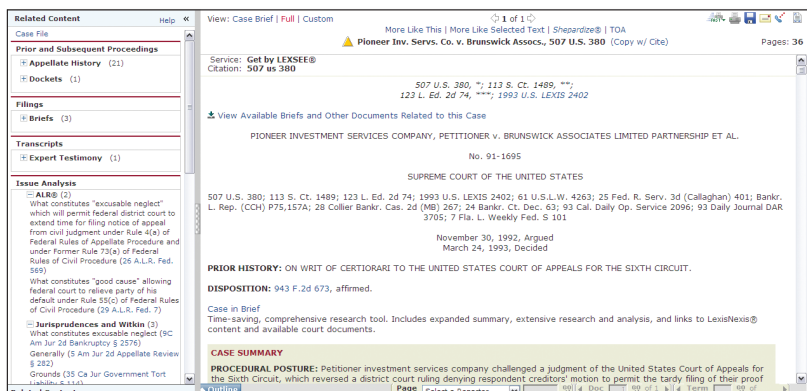 Related Content
Help «
Case File
Prior and Subsequent Proceedings
Appellate History (21)
Dockets (1)
Filings
Briefs (3)
Transcripts
Expert Testimony (1)
Issue Analysis
ALR® (2)
What constitutes "excusable neglect"
which will permit federal district court to
extend time for filing notice of appeal
from civil judgment under Rule 4(a) of
Federal Rules of Appellate Procedure and
under Former Rule 73(a) of Federal
Rules of Civil Procedure (26 A.L.R. Fed.
569)
What constitutes "good cause" allowing
federal court to relieve party of his
default under Rule 55(c) of Federal Rules
of Civil Procedure (29 A.L.R. Fed. 7)
Jurisprudences and Witkin (3)
What constitutes excusable neglect (9C
Am Jur 2d Bankruptcy § 2576)
Generally (5 Am Jur 2d Appellate Review
§ 282)
Grounds (35 Ca Jur Government Tort
View: Case Brief | Full | Custom
1 of 1
More Like This | More Like Selected Text | Shepardize® | TOA
Pioneer Inv. Servs. Co. v. Brunswick Assocs., 507 U.S. 380 (Copy w/ Cite)
Pages: 36
Service: Get by LEXSEE®
Citation: 507 us 380
507 U.S. 380, *; 113 S. Ct. 1489, **;
123 L. Ed. 2d 74, ***; 1993 U.S. LEXIS 2402
View Available Briefs and Other Documents Related to this Case
PIONEER INVESTMENT SERVICES COMPANY, PETITIONER v. BRUNSWICK ASSOCIATES LIMITED PARTNERSHIP ET AL.
No. 91-1695
SUPREME COURT OF THE UNITED STATES
507 U.S. 380; 113 S. Ct. 1489; 123 L. Ed. 2d 74; 1993 U.S. LEXIS 2402; 61 U.S.L.W. 4263; 25 Fed. R. Serv. 3d (Callaghan) 401; Bankr.
L. Rep. (CCH) P75,157A; 28 Collier Bankr. Cas. 2d (MB) 267; 24 Bankr. Ct. Dec. 63; 93 Cal. Daily Op. Service 2096; 93 Daily Journal DAR
3705; 7 Fla. L. Weekly Fed. S 101
November 30, 1992, Argued
March 24, 1993, Decided
PRIOR HISTORY: ON WRIT OF CERTIORARI TO THE UNITED STATES COURT OF APPEALS FOR THE SIXTH CIRCUIT.
DISPOSITION: 943 F.2d 673, affirmed.
Case in Brief
Time-saving, comprehensive research tool. Includes expanded summary, extensive research and analysis, and links to LexisNexis®
content and available court documents.
CASE SUMMARY
PROCEDURAL POSTURE: Petitioner investment services company challenged a judgment of the United States Court of Appeals for
the Sixth Circuit, which reversed a district court ruling denying respondent creditors' motion to permit the tardy filing of their proof